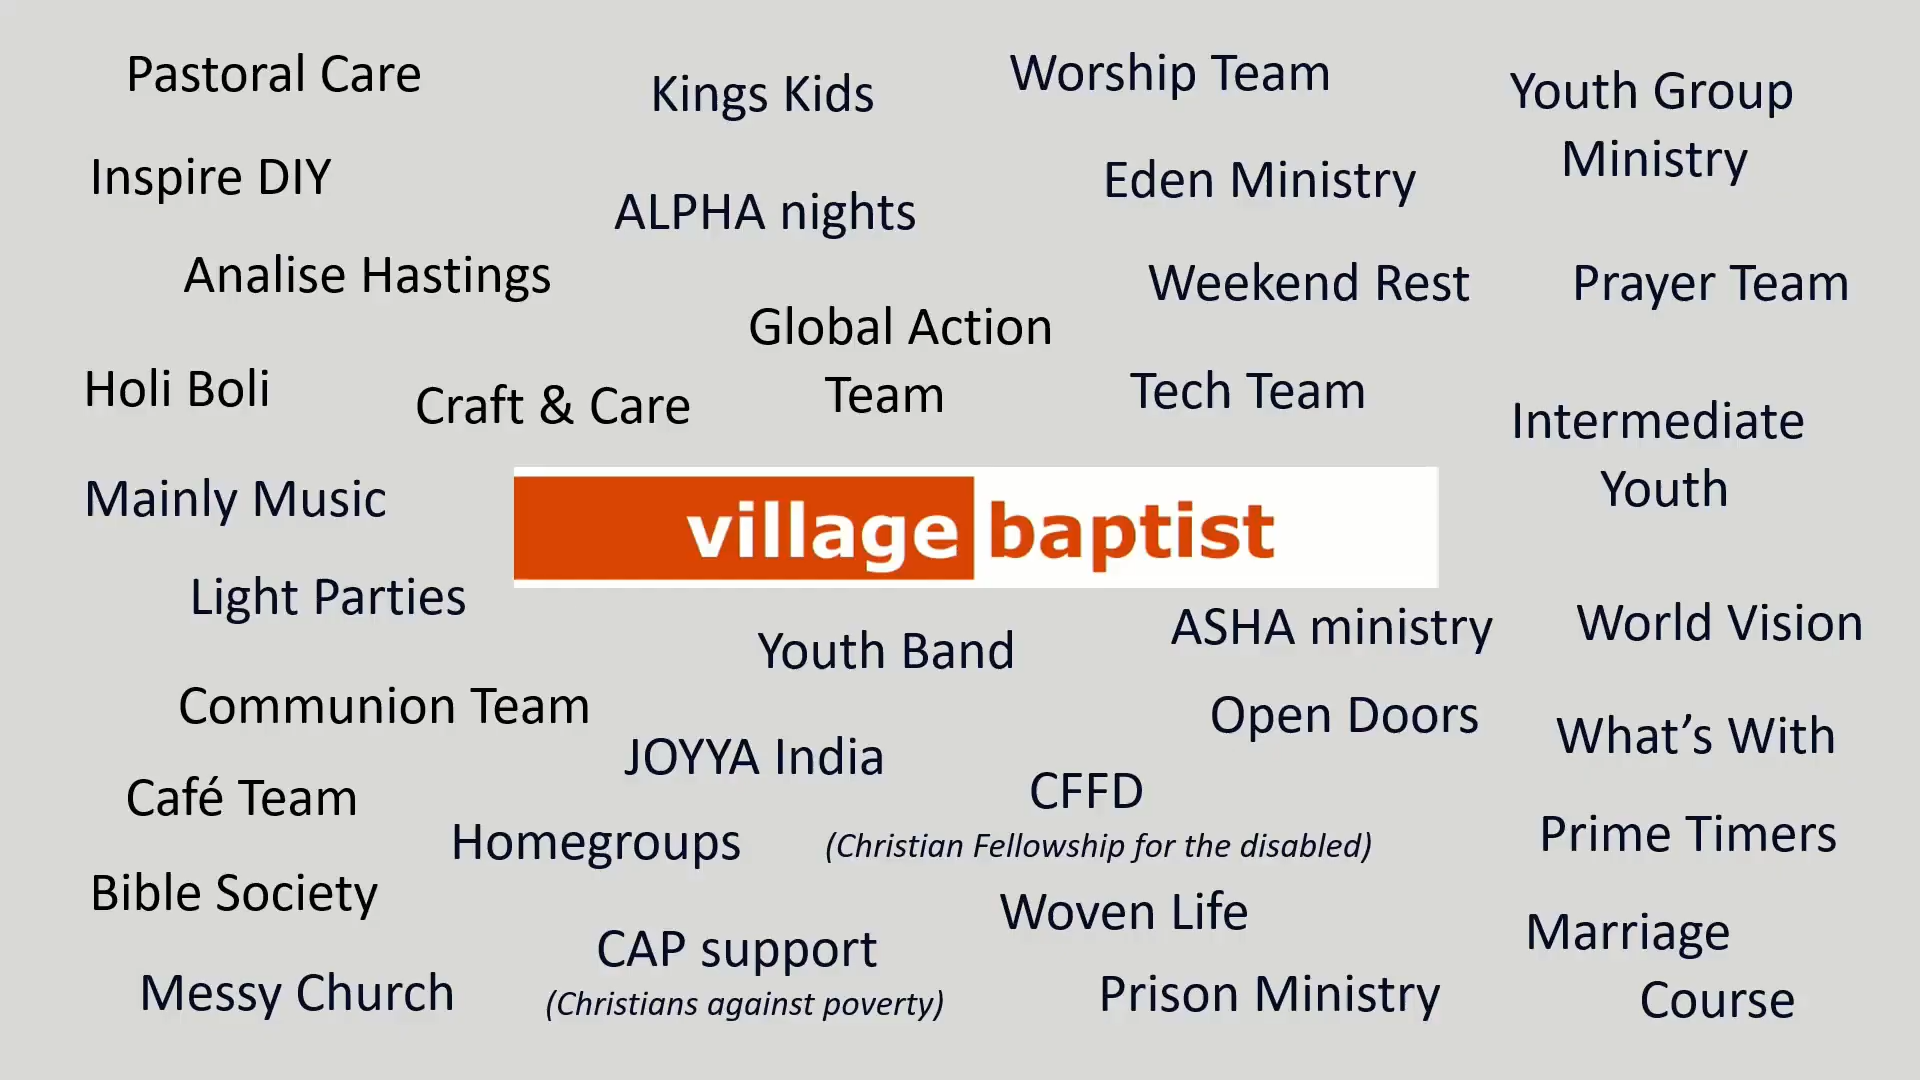 Pastoral Care
Kings Kids
Worship Team
Youth Group
Ministry
Inspire DIY
ALPHA nights
Eden Ministry
Analise Hastings
Weekend Rest
Prayer Team
Global Action
Team
Holi Boli
Craft & Care
Tech Team
Intermediate
Youth
Mainly Music
village baptist
Light Parties
Youth Band
ASHA ministry
World Vision
Communion Team
JOYYA India
Open Doors
What’s With
Café Team
Homegroups
CFFD
(Christian Fellowship for the disabled)
Prime Timers
Bible Society
CAP support
(Christians against poverty)
Woven Life
Marriage
Course
Messy Church
Prison Ministry